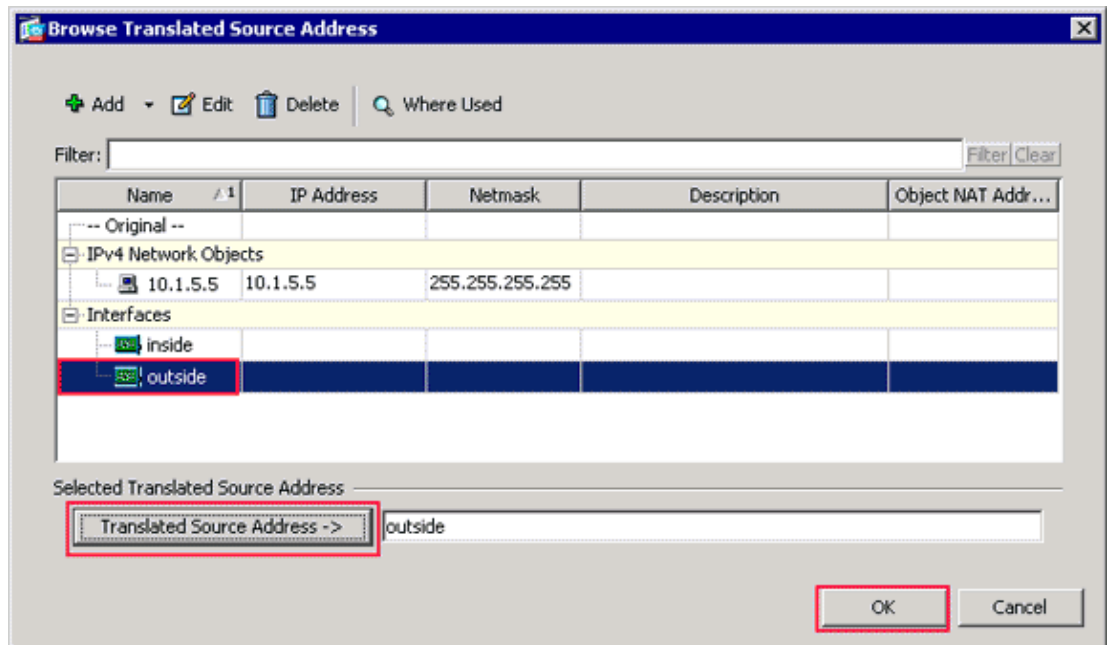 Browse Translated Source Address
Add Edit Delete Where Used
Filter: Filter Clear
Name 1 IP Address Netmask Description Object NAT Addr...
-- Original --
IPv4 Network Objects
10.1.5.5 10.1.5.5 255.255.255.255
Interfaces
inside
outside
Selected Translated Source Address
Translated Source Address -> outside
OK Cancel